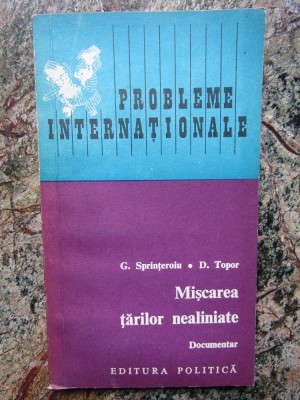 PROBLEME
INTERNAȚIONALE
G. Sprințeroiu • D. Topor
Mișcarea
țărilor nealiniate
Documentar
EDITURA POLITICĂ